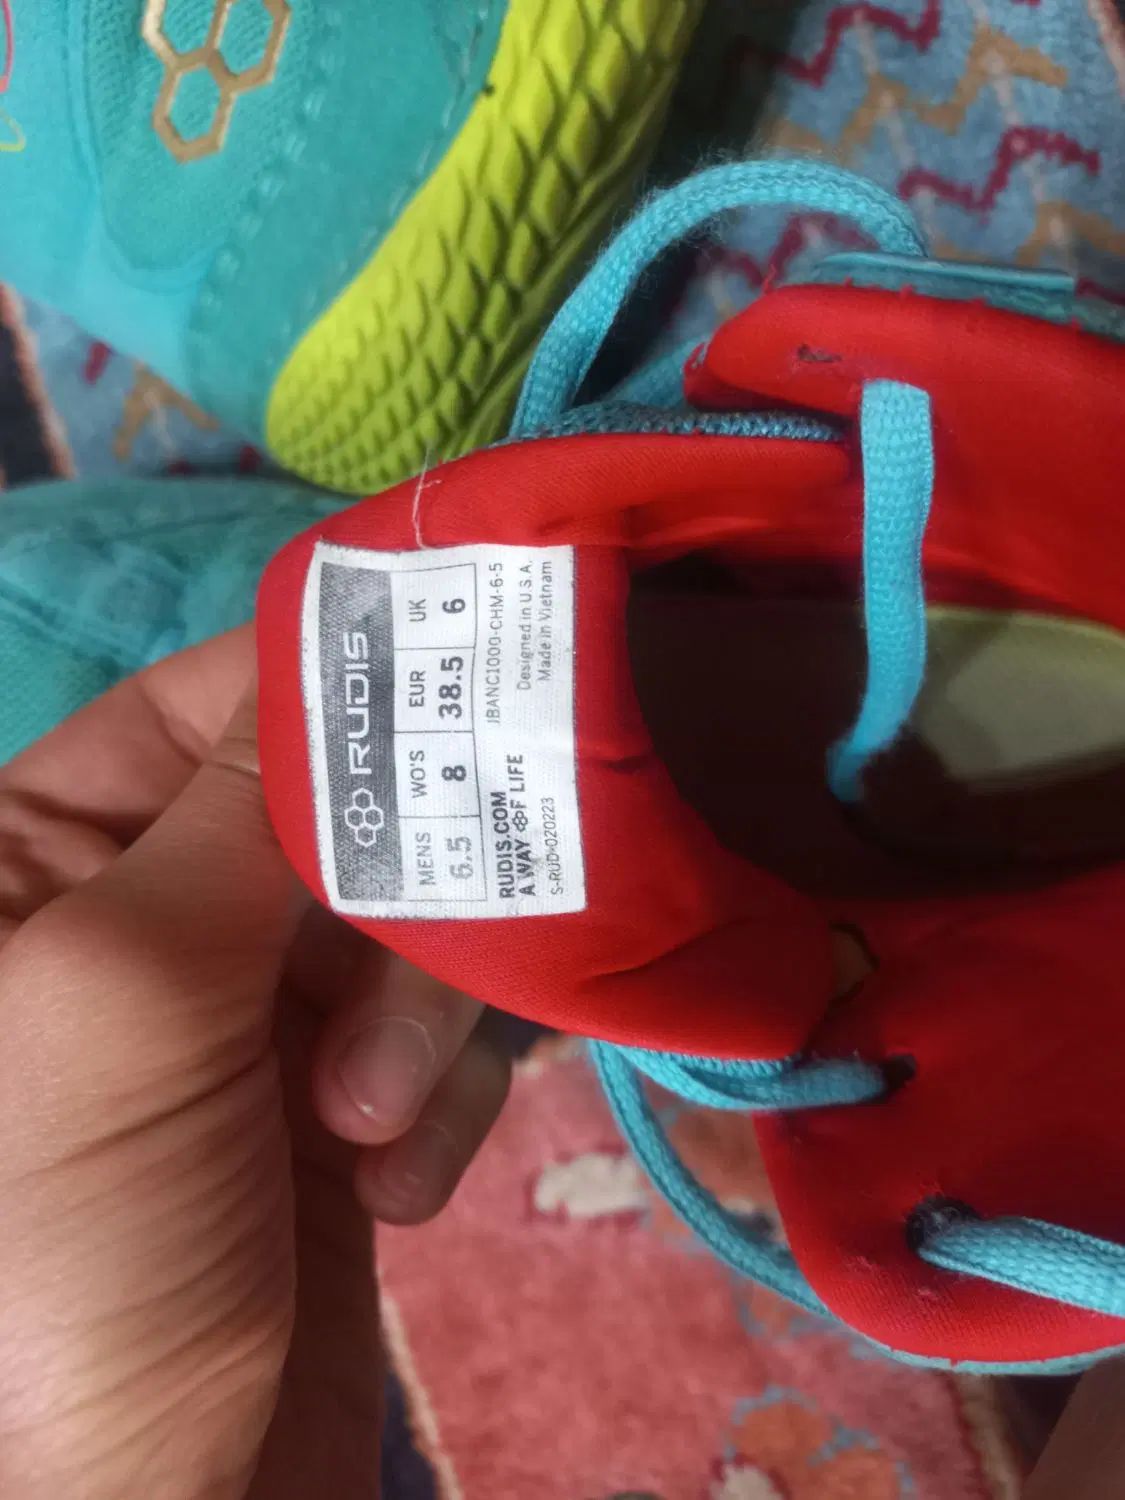 RUDIS
MENS WO'S EUR UK
6.5 8 38.5 6
RUDIS.COM JBANC1000-CHM-6-5
A WAY OF LIFE Designed in U.S.A.
S-RUD-020223 Made in Vietnam